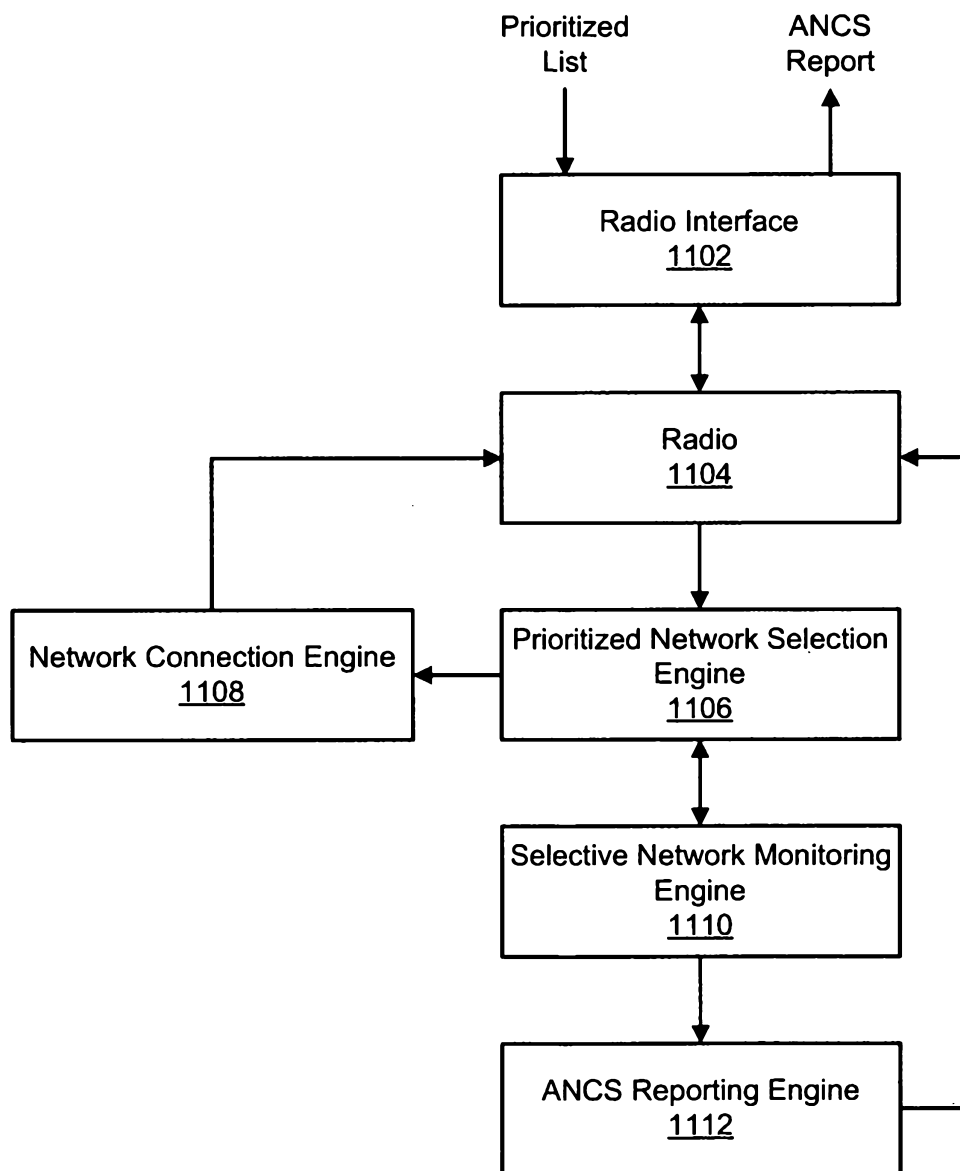 Prioritized
List
ANCS
Report
Radio Interface
1102
Radio
1104
Network Connection Engine
1108
Prioritized Network Selection
Engine
1106
Selective Network Monitoring
Engine
1110
ANCS Reporting Engine
1112